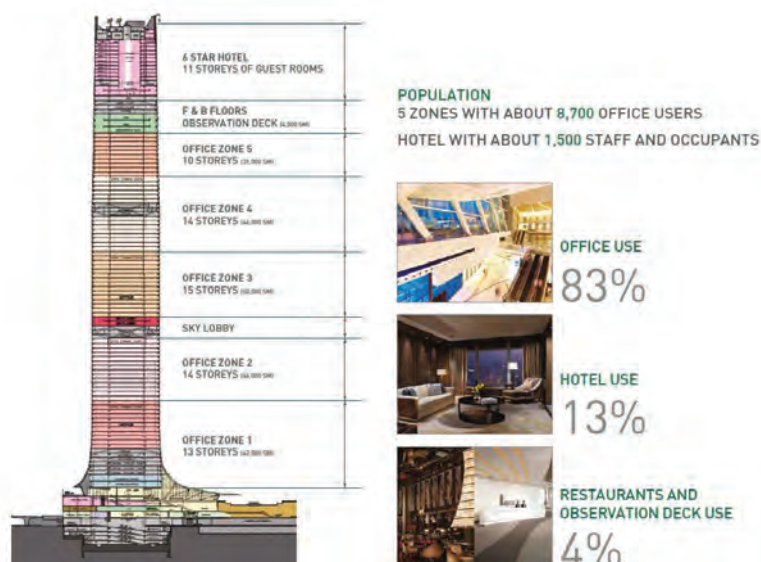 6 STAR HOTEL
11 STOREYS OF GUEST ROOMS
F & B FLOORS
OBSERVATION DECK
OFFICE ZONE 5
10 STOREYS
OFFICE ZONE 4
14 STOREYS
OFFICE ZONE 3
15 STOREYS
SKY LOBBY
OFFICE ZONE 2
14 STOREYS
OFFICE ZONE 1
13 STOREYS
POPULATION
5 ZONES WITH ABOUT 8,700 OFFICE USERS
HOTEL WITH ABOUT 1,500 STAFF AND OCCUPANTS
OFFICE USE
83%
HOTEL USE
13%
RESTAURANTS AND
OBSERVATION DECK USE
4%